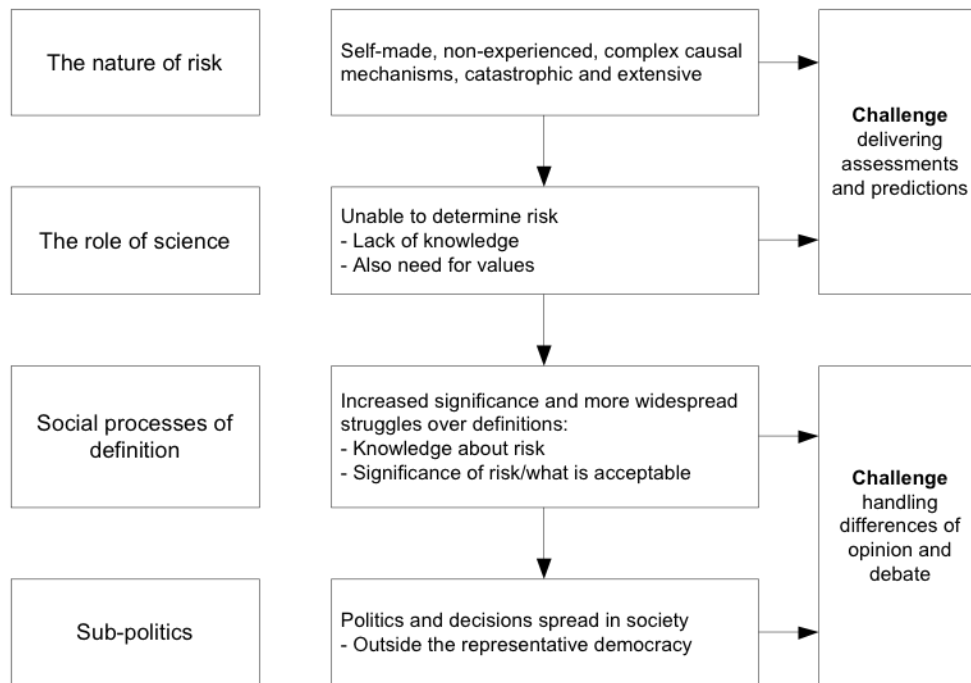 The nature of risk
Self-made, non-experienced, complex causal
mechanisms, catastrophic and extensive
Challenge
delivering
assessments
and predictions
The role of science
Unable to determine risk
- Lack of knowledge
- Also need for values
Social processes of
definition
Increased significance and more widespread
struggles over definitions:
- Knowledge about risk
- Significance of risk/what is acceptable
Challenge
handling
differences of
opinion and
debate
Sub-politics
Politics and decisions spread in society
- Outside the representative democracy